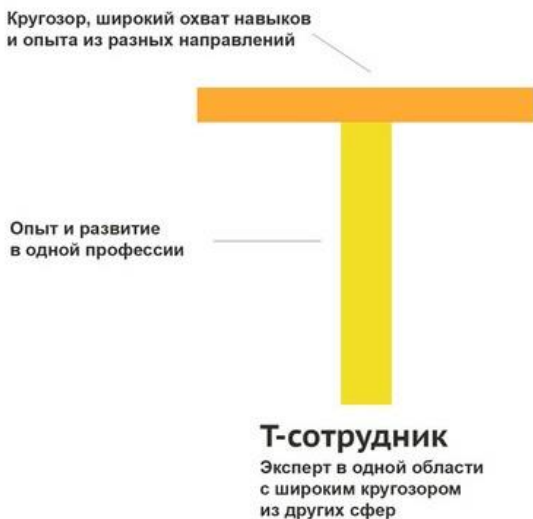 Кругозор, широкий охват навыков
и опыта из разных направлений
Опыт и развитие
в одной профессии
Т-сотрудник
Эксперт в одной области
с широким кругозором
из других сфер